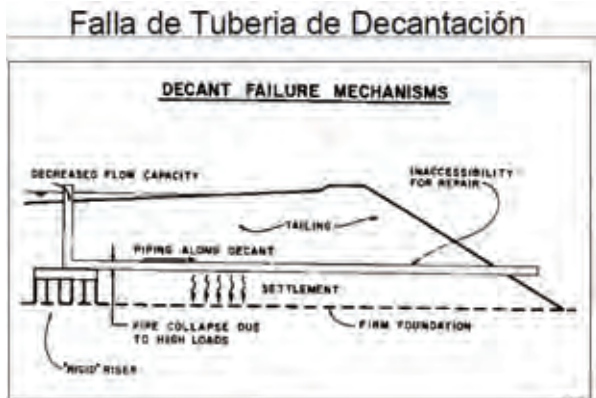 Falla de Tuberia de Decantación
DECANT FAILURE MECHANISMS
DECREASED FLOW CAPACITY
INACCESSIBILITY
FOR REPAIR
TAILING
PIPING ALONG DECANT
SETTLEMENT
PIPE COLLAPSE DUE
TO HIGH LOADS
FIRM FOUNDATION
"RIGID" RISER